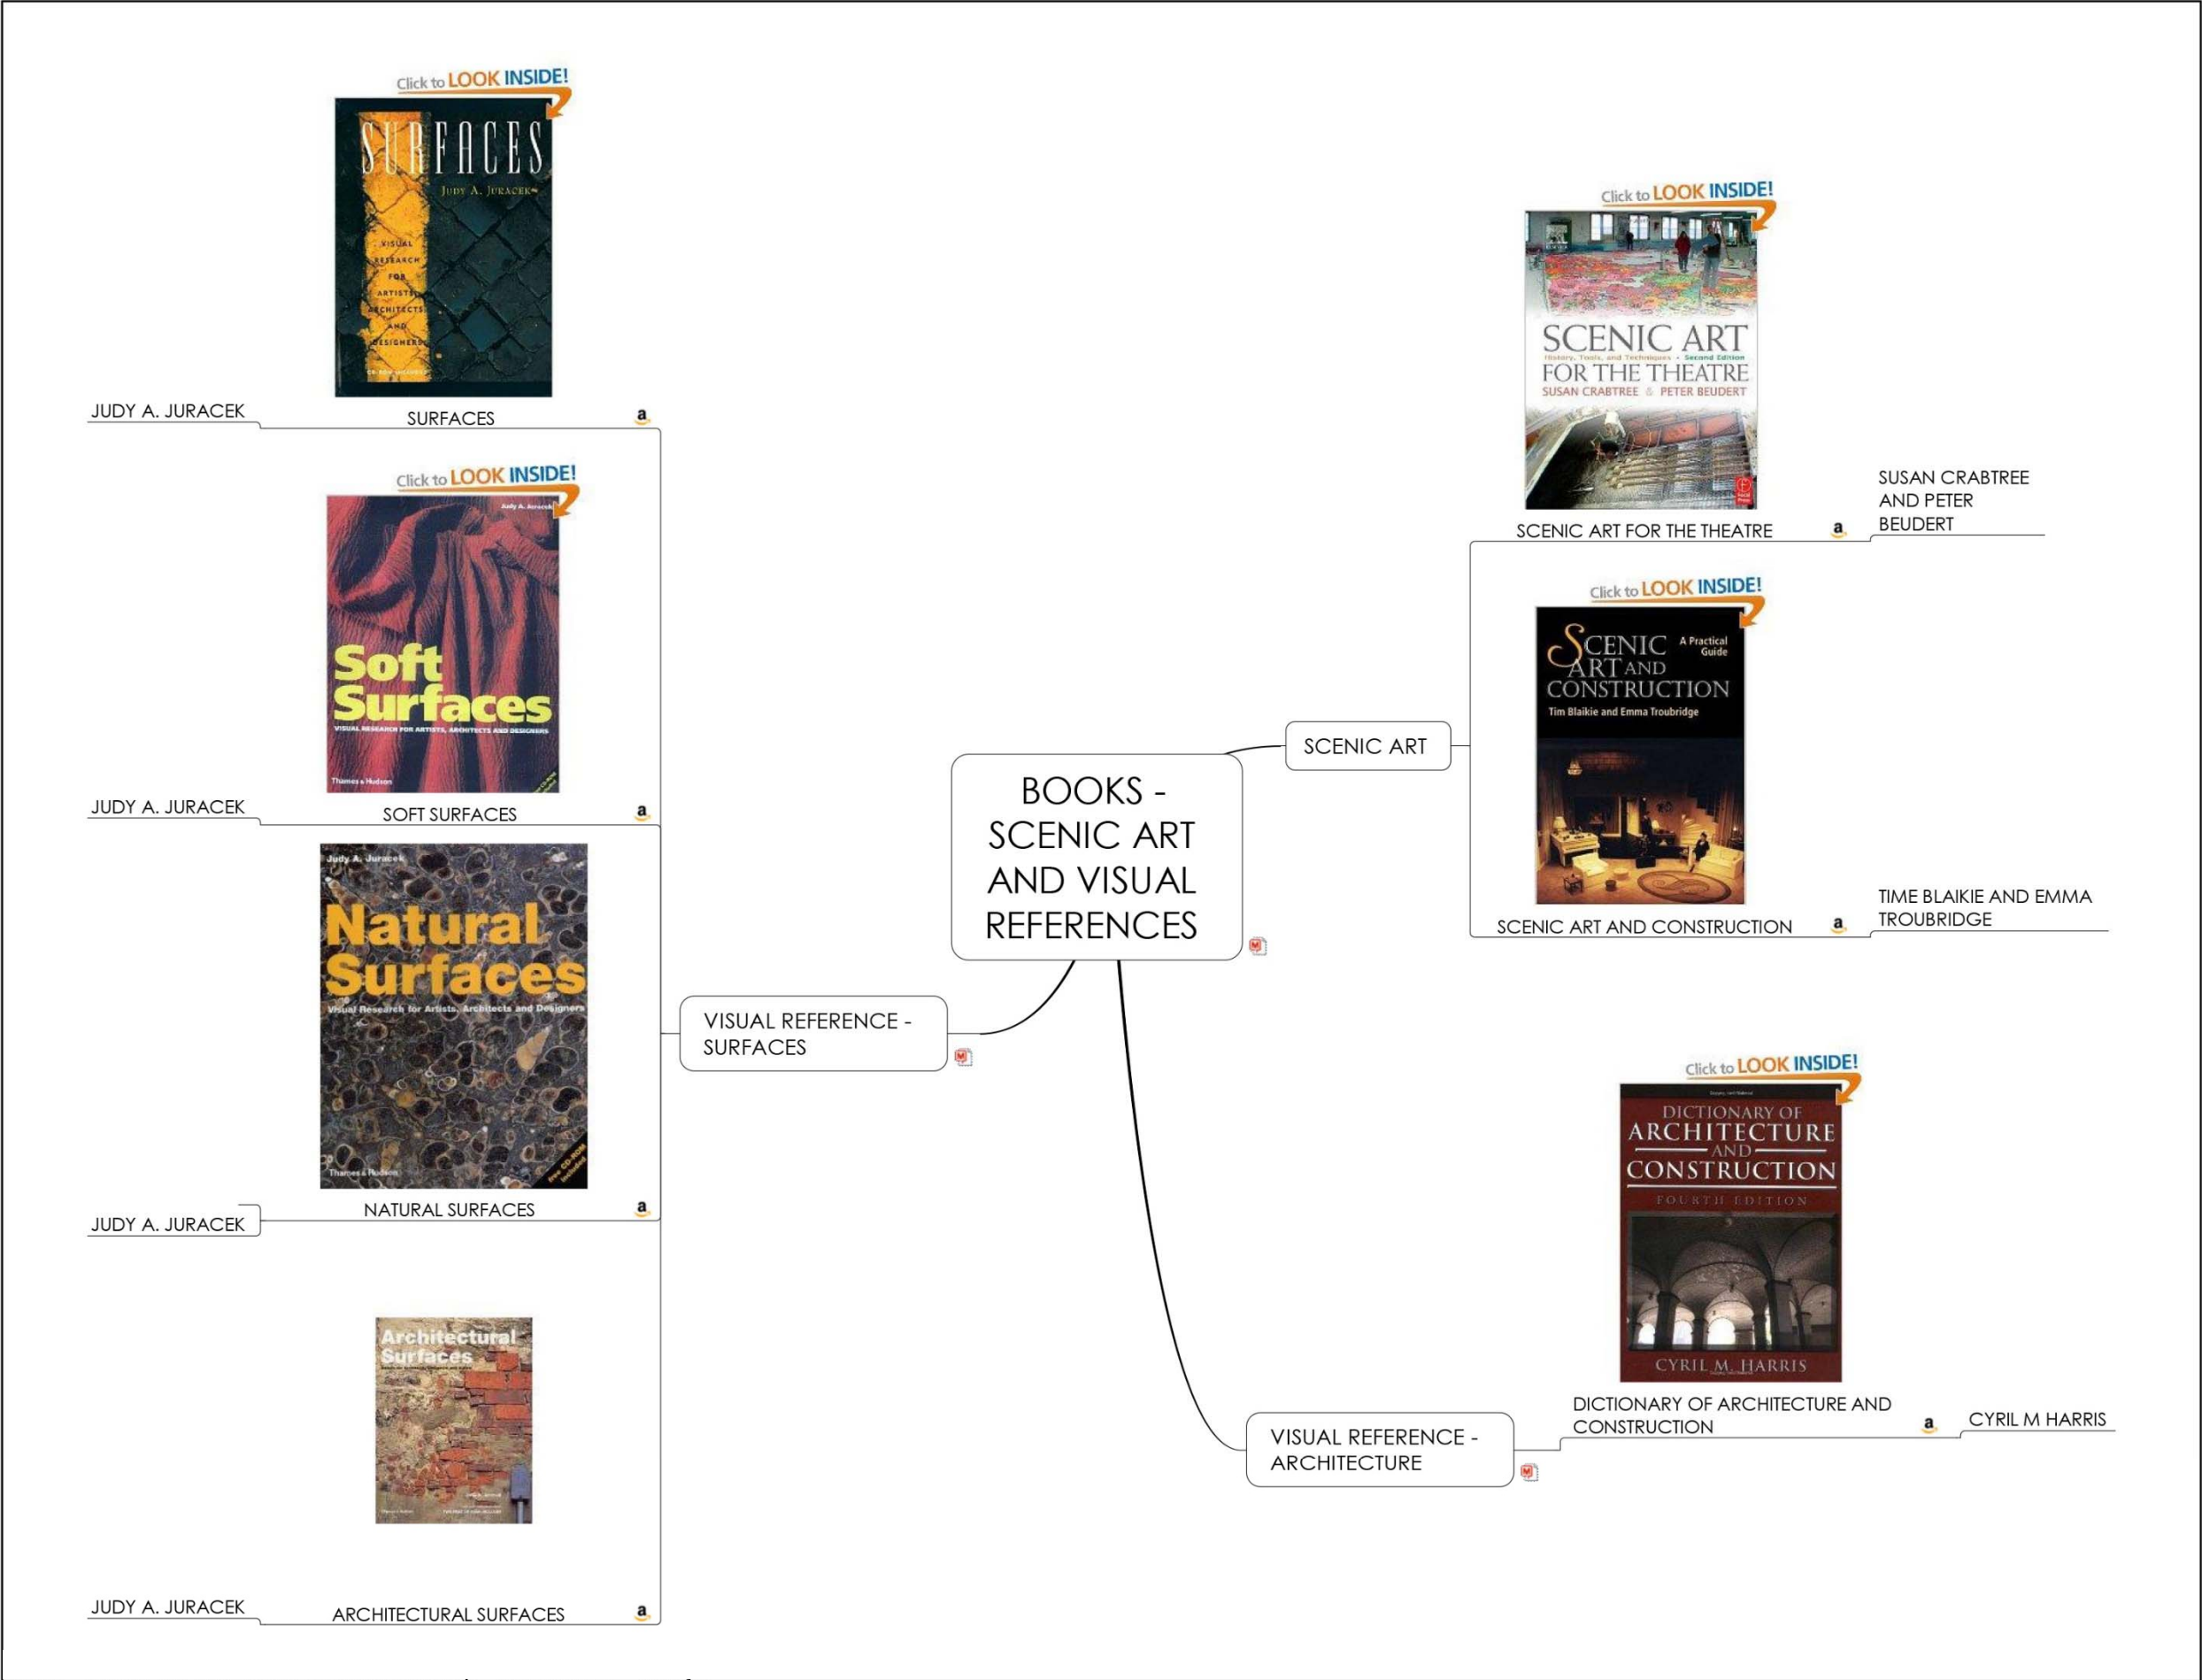 BOOKS -
SCENIC ART
AND VISUAL
REFERENCES
SCENIC ART
Click to LOOK INSIDE!
SCENIC ART
History, Tools, and Techniques • Second Edition
FOR THE THEATRE
SUSAN CRABTREE & PETER BEUDERT
Focal
Press
SCENIC ART FOR THE THEATRE
a
SUSAN CRABTREE
AND PETER
BEUDERT
Click to LOOK INSIDE!
SCENIC
ART AND
CONSTRUCTION
A Practical
Guide
Tim Blaikie and Emma Troubridge
SCENIC ART AND CONSTRUCTION
a
TIME BLAIKIE AND EMMA
TROUBRIDGE
VISUAL REFERENCE -
ARCHITECTURE
Click to LOOK INSIDE!
DICTIONARY OF
ARCHITECTURE
AND
CONSTRUCTION
FOURTH EDITION
CYRIL M. HARRIS
DICTIONARY OF ARCHITECTURE AND
CONSTRUCTION
a
CYRIL M HARRIS
VISUAL REFERENCE -
SURFACES
Click to LOOK INSIDE!
SURFACES
JUDY A. JURACEK
VISUAL
RESEARCH
FOR
ARTISTS
ARCHITECTS
AND
DESIGNERS
SURFACES
a
JUDY A. JURACEK
Click to LOOK INSIDE!
Judy A. Juracek
Soft
Surfaces
VISUAL RESEARCH FOR ARTISTS, ARCHITECTS AND DESIGNERS
Thames & Hudson
SOFT SURFACES
a
JUDY A. JURACEK
Judy A. Juracek
Natural
Surfaces
Visual Research for Artists, Architects and Designers
Thames & Hudson
free CD-ROM
included
NATURAL SURFACES
a
JUDY A. JURACEK
Architectural
Surfaces
ARCHITECTURAL SURFACES
a
JUDY A. JURACEK